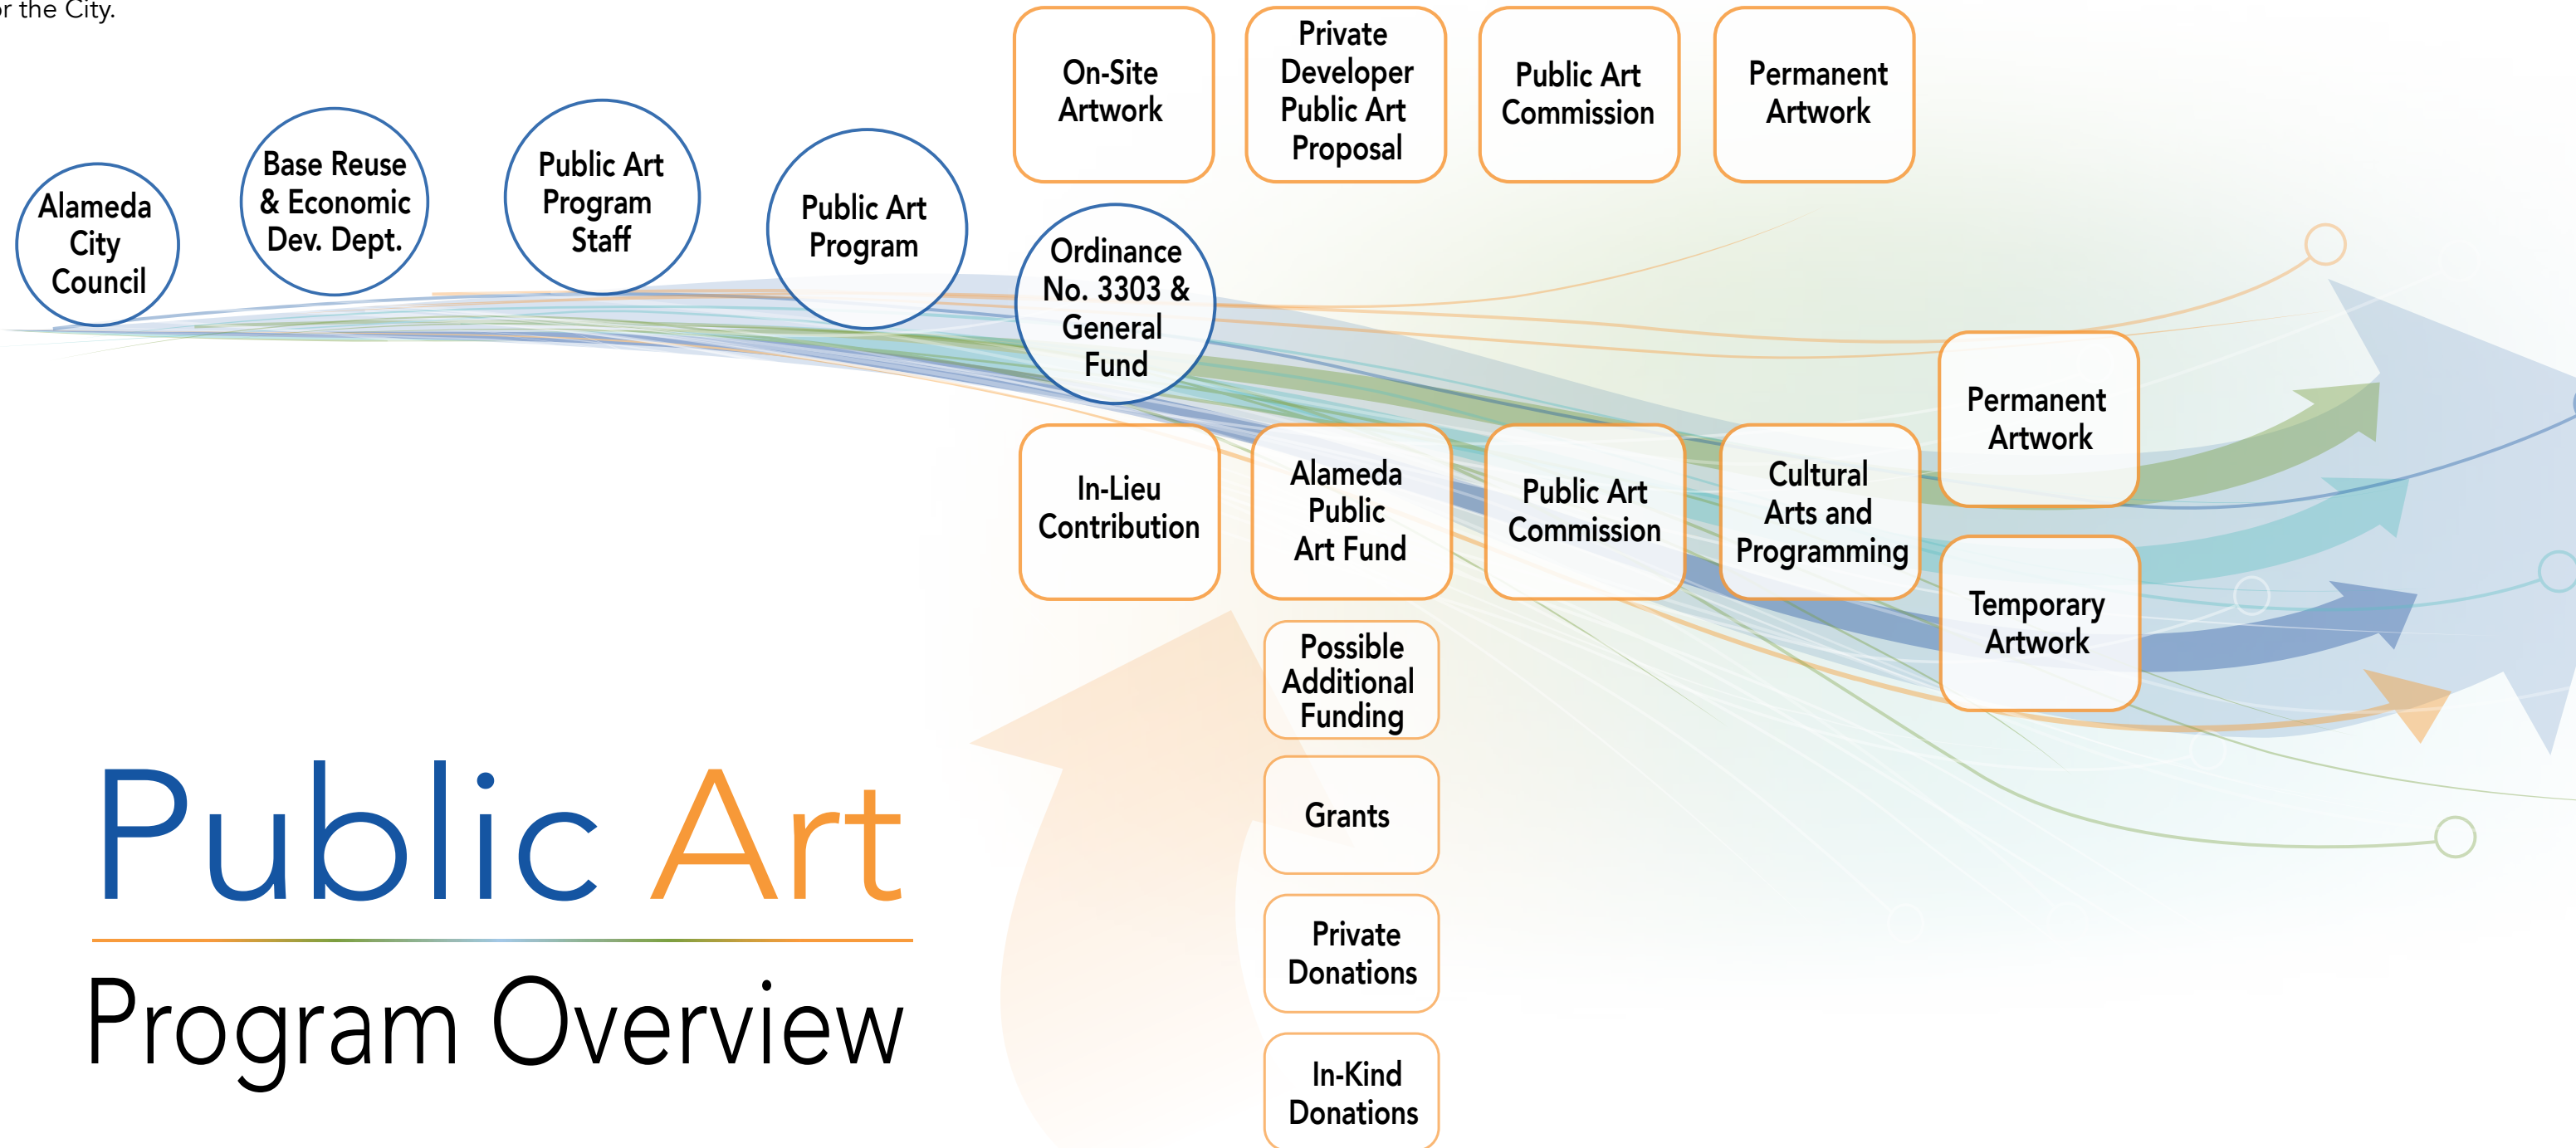 or the City.
Alameda
City
Council
Base Reuse
& Economic
Dev. Dept.
Public Art
Program
Staff
Public Art
Program
Ordinance
No. 3303 &
General
Fund
On-Site
Artwork
Private
Developer
Public Art
Proposal
Public Art
Commission
Permanent
Artwork
In-Lieu
Contribution
Alameda
Public
Art Fund
Public Art
Commission
Cultural
Arts and
Programming
Permanent
Artwork
Temporary
Artwork
Possible
Additional
Funding
Grants
Private
Donations
In-Kind
Donations
Public Art
Program Overview